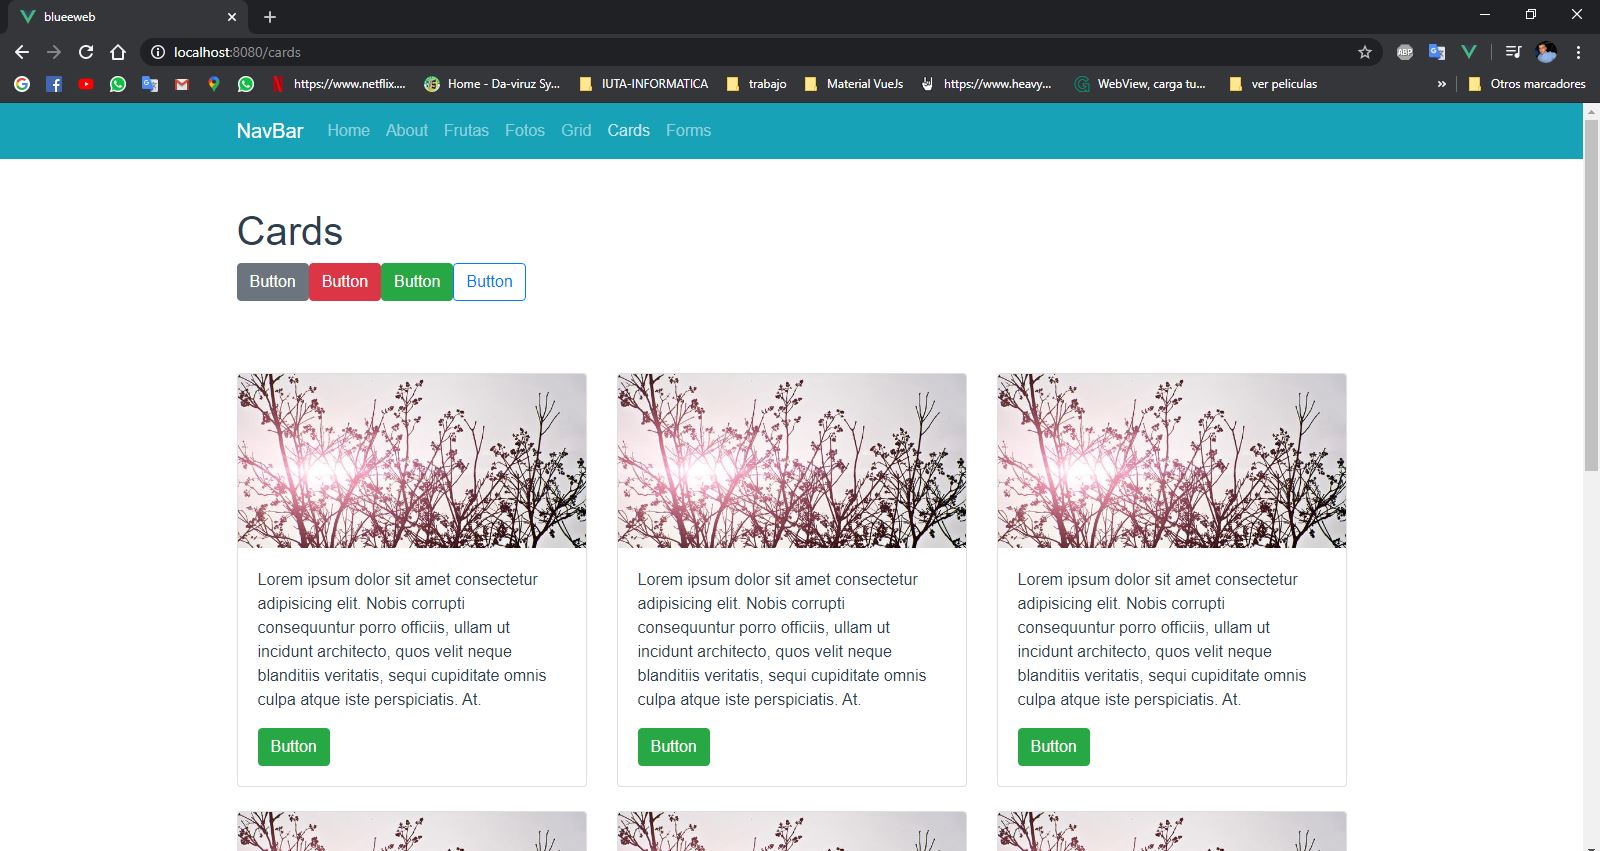 blueeweb
localhost:8080/cards
ABP
https://www.netflix.... Home - Da-viruz Sy... IUTA-INFORMATICA trabajo Material VueJs https://www.heavy... WebView, carga tu... ver peliculas » Otros marcadores
NavBar Home About Frutas Fotos Grid Cards Forms
Cards
Button Button Button Button
Lorem ipsum dolor sit amet consectetur
adipisicing elit. Nobis corrupti
consequuntur porro officiis, ullam ut
incidunt architecto, quos velit neque
blanditiis veritatis, sequi cupiditate omnis
culpa atque iste perspiciatis. At.
Button
Lorem ipsum dolor sit amet consectetur
adipisicing elit. Nobis corrupti
consequuntur porro officiis, ullam ut
incidunt architecto, quos velit neque
blanditiis veritatis, sequi cupiditate omnis
culpa atque iste perspiciatis. At.
Button
Lorem ipsum dolor sit amet consectetur
adipisicing elit. Nobis corrupti
consequuntur porro officiis, ullam ut
incidunt architecto, quos velit neque
blanditiis veritatis, sequi cupiditate omnis
culpa atque iste perspiciatis. At.
Button